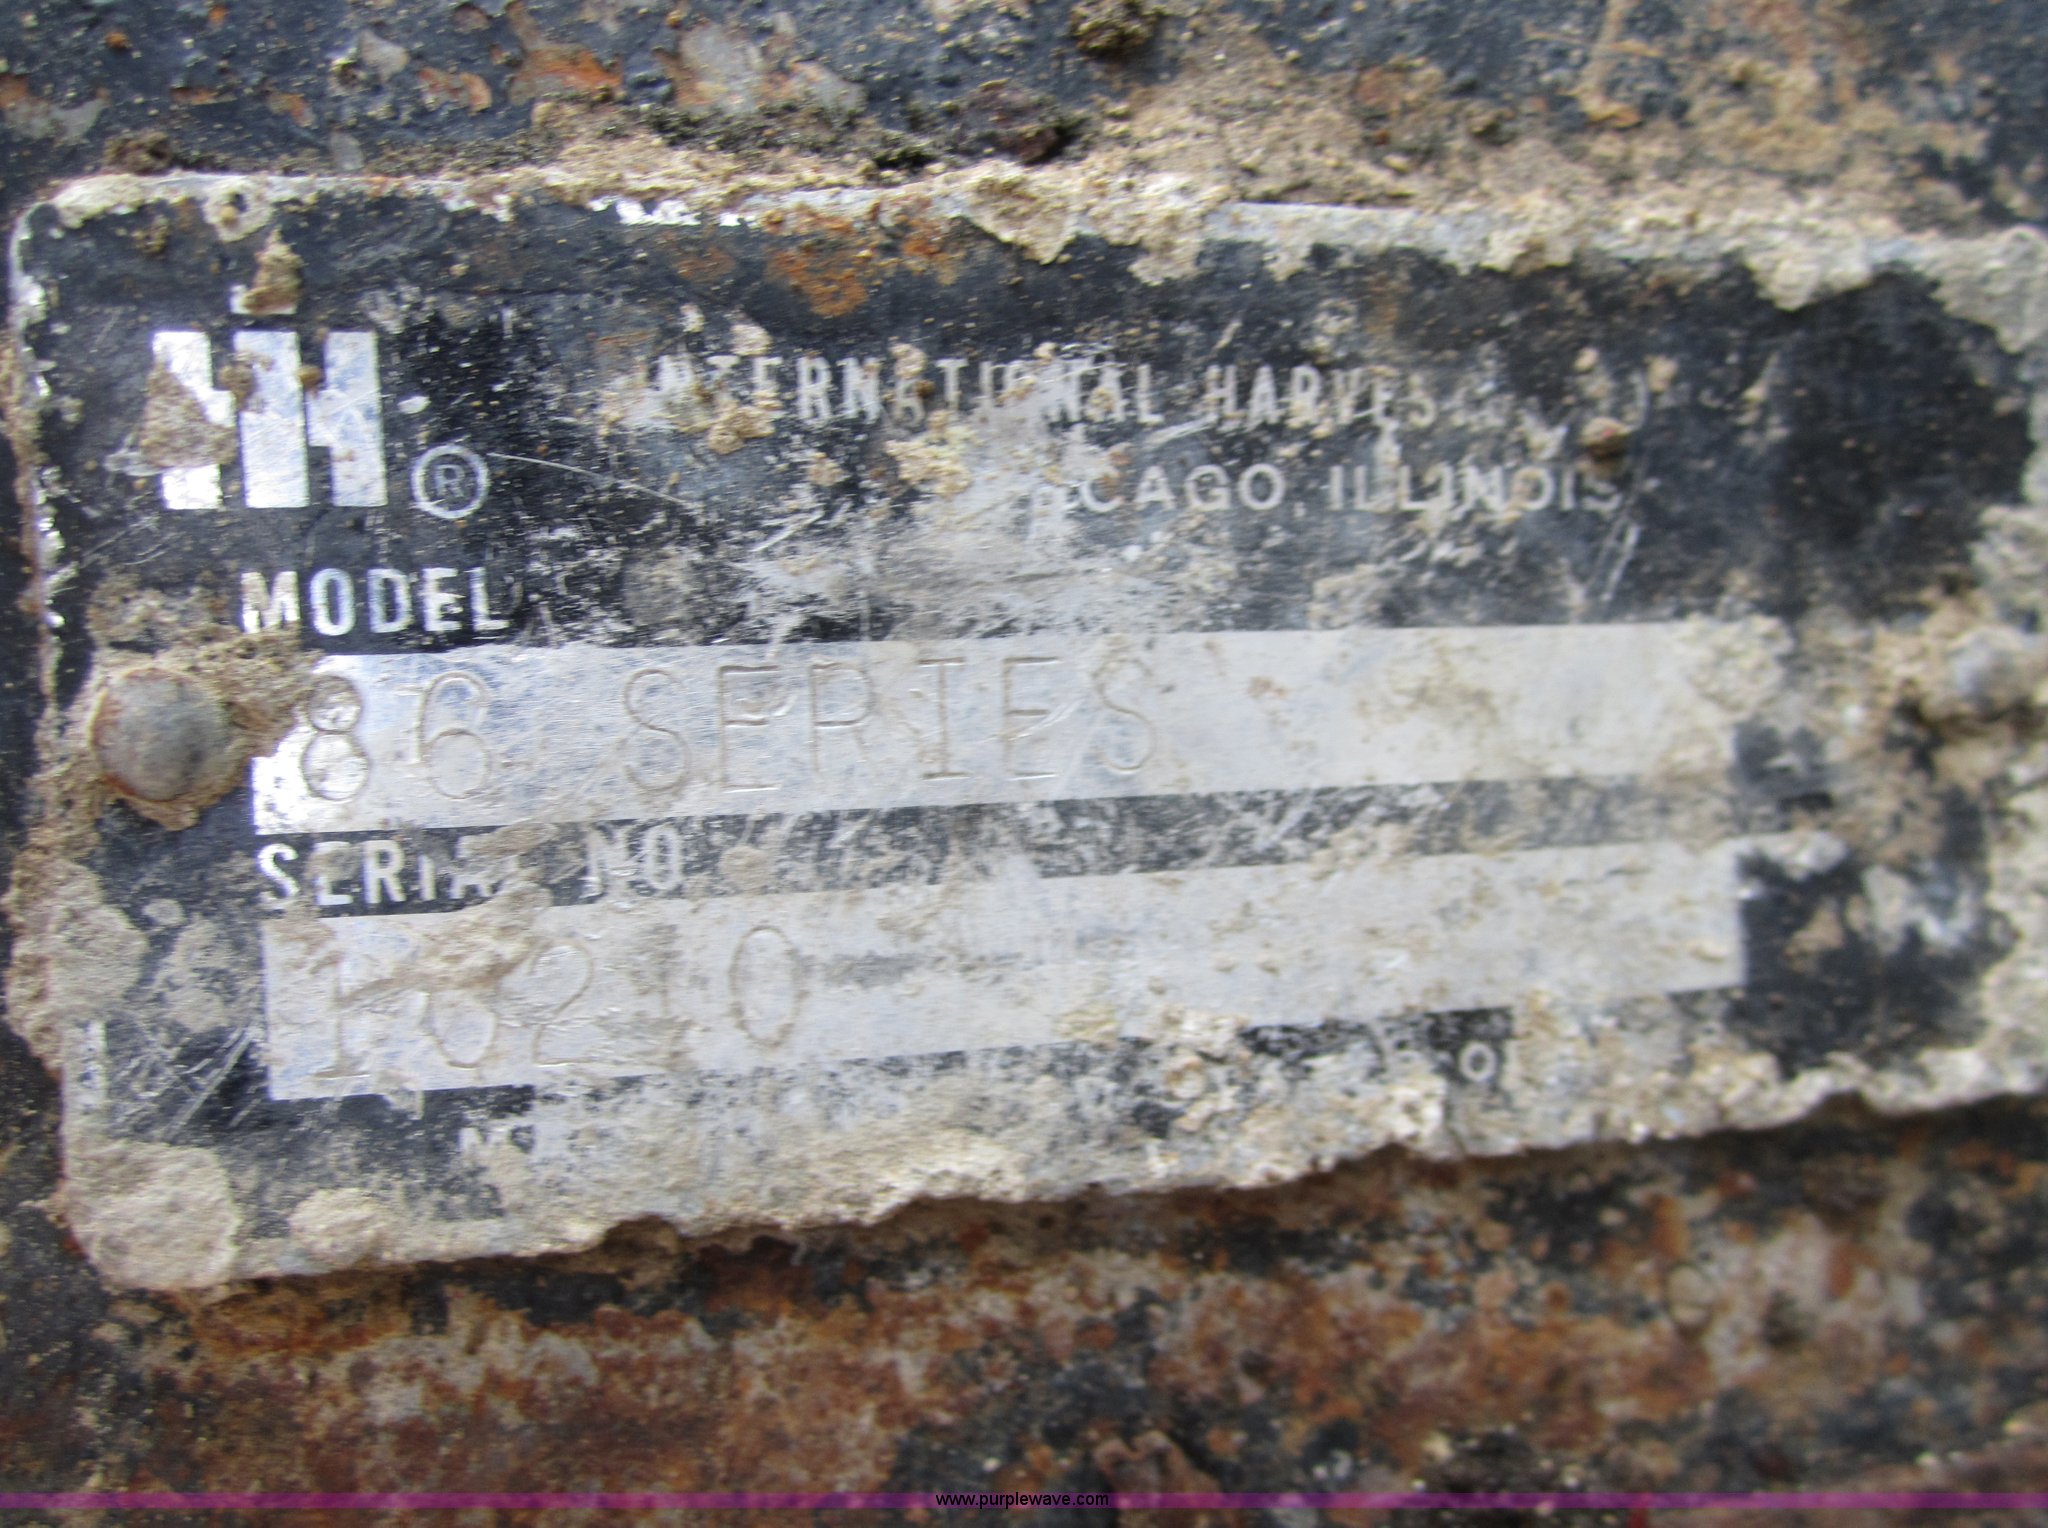 IH ®
INTERNATIONAL HARVES
CAGO, ILLINOIS
MODEL
86 SERIES
SERIAL NO
www.purplewave.com